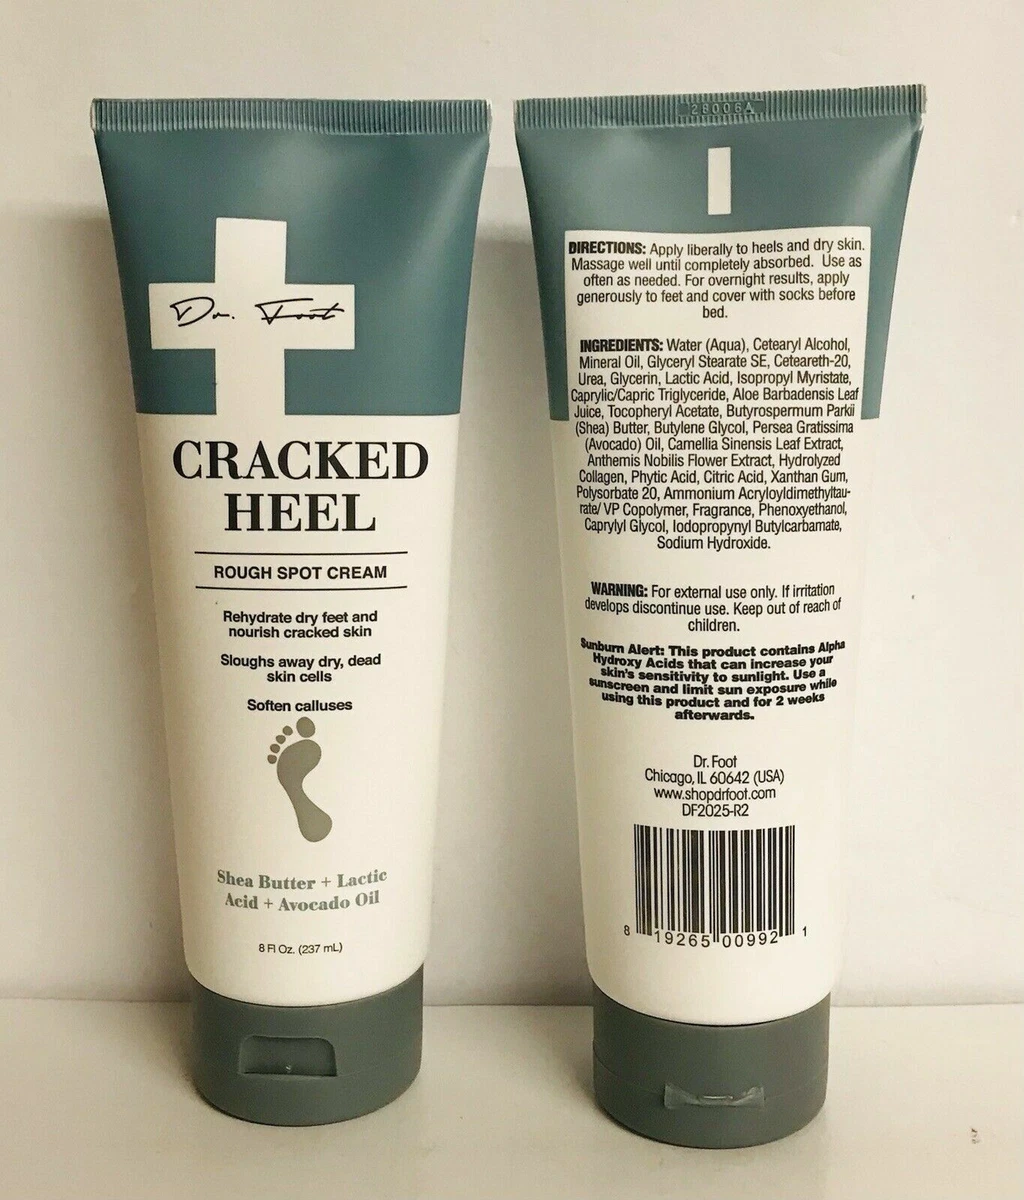 Dr. Foot
CRACKED
HEEL
ROUGH SPOT CREAM
Rehydrate dry feet and
nourish cracked skin
Sloughs away dry, dead
skin cells
Soften calluses
Shea Butter + Lactic
Acid + Avocado Oil
8 Fl Oz. (237 mL)
28006A
DIRECTIONS: Apply liberally to heels and dry skin.
Massage well until completely absorbed. Use as
often as needed. For overnight results, apply
generously to feet and cover with socks before
bed.
INGREDIENTS: Water (Aqua), Cetearyl Alcohol,
Mineral Oil, Glyceryl Stearate SE, Ceteareth-20,
Urea, Glycerin, Lactic Acid, Isopropyl Myristate,
Caprylic/Capric Triglyceride, Aloe Barbadensis Leaf
Juice, Tocopheryl Acetate, Butyrospermum Parkii
(Shea) Butter, Butylene Glycol, Persea Gratissima
(Avocado) Oil, Camellia Sinensis Leaf Extract,
Anthemis Nobilis Flower Extract, Hydrolyzed
Collagen, Phytic Acid, Citric Acid, Xanthan Gum,
Polysorbate 20, Ammonium Acryloyldimethyltau-
rate/ VP Copolymer, Fragrance, Phenoxyethanol,
Caprylyl Glycol, Iodopropynyl Butylcarbamate,
Sodium Hydroxide.
WARNING: For external use only. If irritation
develops discontinue use. Keep out of reach of
children.
Sunburn Alert: This product contains Alpha
Hydroxy Acids that can increase your
skin's sensitivity to sunlight. Use a
sunscreen and limit sun exposure while
using this product and for 2 weeks
afterwards.
Dr. Foot
Chicago, IL 60642 (USA)
www.shopdrfoot.com
DF2025-R2
8 19265 00992 1